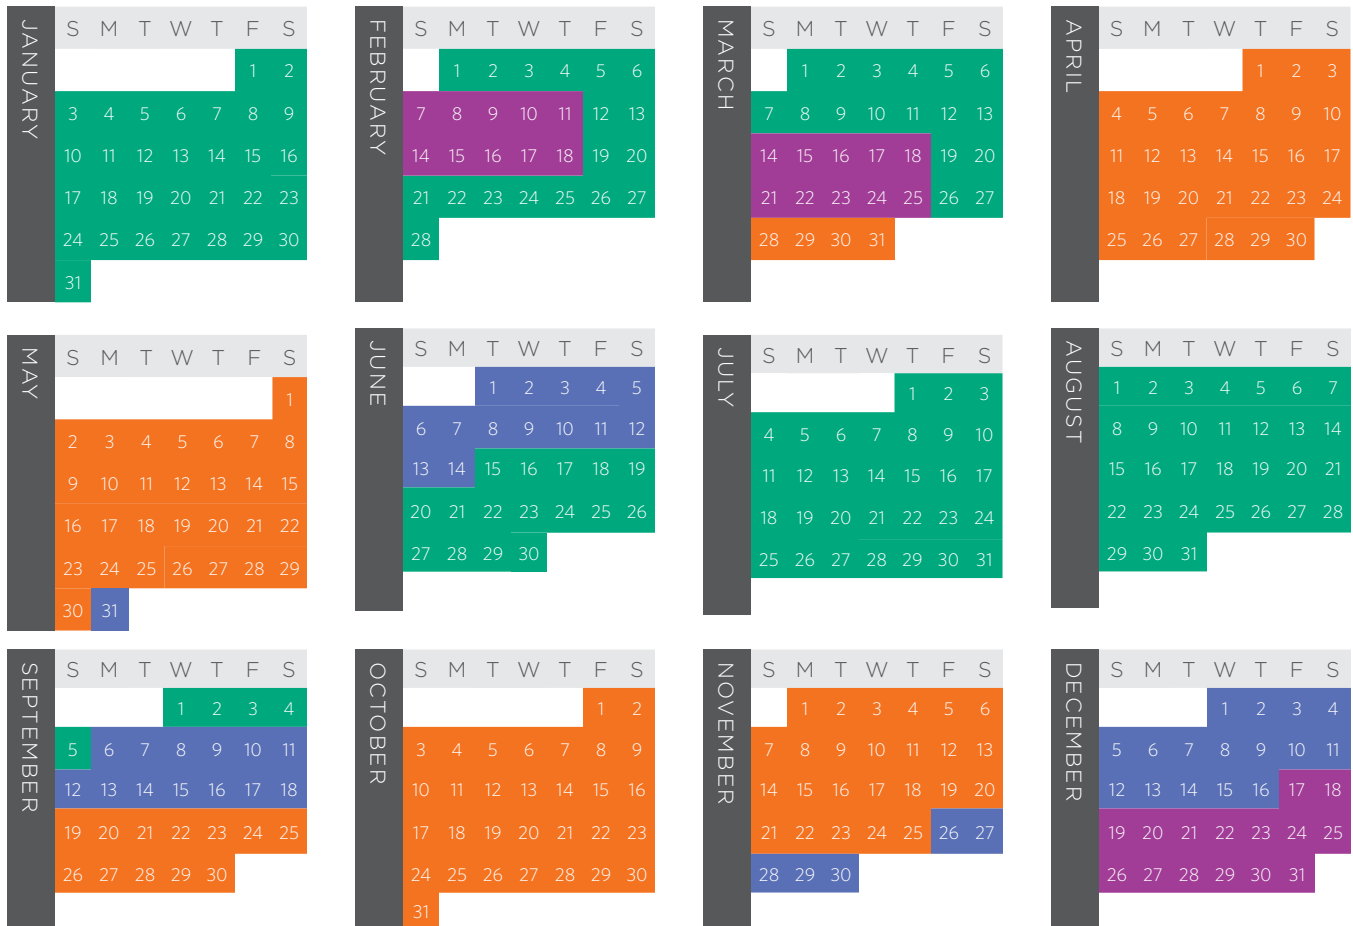 JANUARY
S M T W T F S
1 2
3 4 5 6 7 8 9
10 11 12 13 14 15 16
17 18 19 20 21 22 23
24 25 26 27 28 29 30
31
FEBRUARY
S M T W T F S
1 2 3 4 5 6
7 8 9 10 11 12 13
14 15 16 17 18 19 20
21 22 23 24 25 26 27
28
MARCH
S M T W T F S
1 2 3 4 5 6
7 8 9 10 11 12 13
14 15 16 17 18 19 20
21 22 23 24 25 26 27
28 29 30 31
APRIL
S M T W T F S
1 2 3
4 5 6 7 8 9 10
11 12 13 14 15 16 17
18 19 20 21 22 23 24
25 26 27 28 29 30
MAY
S M T W T F S
1
2 3 4 5 6 7 8
9 10 11 12 13 14 15
16 17 18 19 20 21 22
23 24 25 26 27 28 29
30 31
JUNE
S M T W T F S
1 2 3 4 5
6 7 8 9 10 11 12
13 14 15 16 17 18 19
20 21 22 23 24 25 26
27 28 29 30
JULY
S M T W T F S
1 2 3
4 5 6 7 8 9 10
11 12 13 14 15 16 17
18 19 20 21 22 23 24
25 26 27 28 29 30 31
AUGUST
S M T W T F S
1 2 3 4 5 6 7
8 9 10 11 12 13 14
15 16 17 18 19 20 21
22 23 24 25 26 27 28
29 30 31
SEPTEMBER
S M T W T F S
1 2 3 4
5 6 7 8 9 10 11
12 13 14 15 16 17 18
19 20 21 22 23 24 25
26 27 28 29 30
OCTOBER
S M T W T F S
1 2
3 4 5 6 7 8 9
10 11 12 13 14 15 16
17 18 19 20 21 22 23
24 25 26 27 28 29 30
31
NOVEMBER
S M T W T F S
1 2 3 4 5 6
7 8 9 10 11 12 13
14 15 16 17 18 19 20
21 22 23 24 25 26 27
28 29 30
DECEMBER
S M T W T F S
1 2 3 4
5 6 7 8 9 10 11
12 13 14 15 16 17 18
19 20 21 22 23 24 25
26 27 28 29 30 31